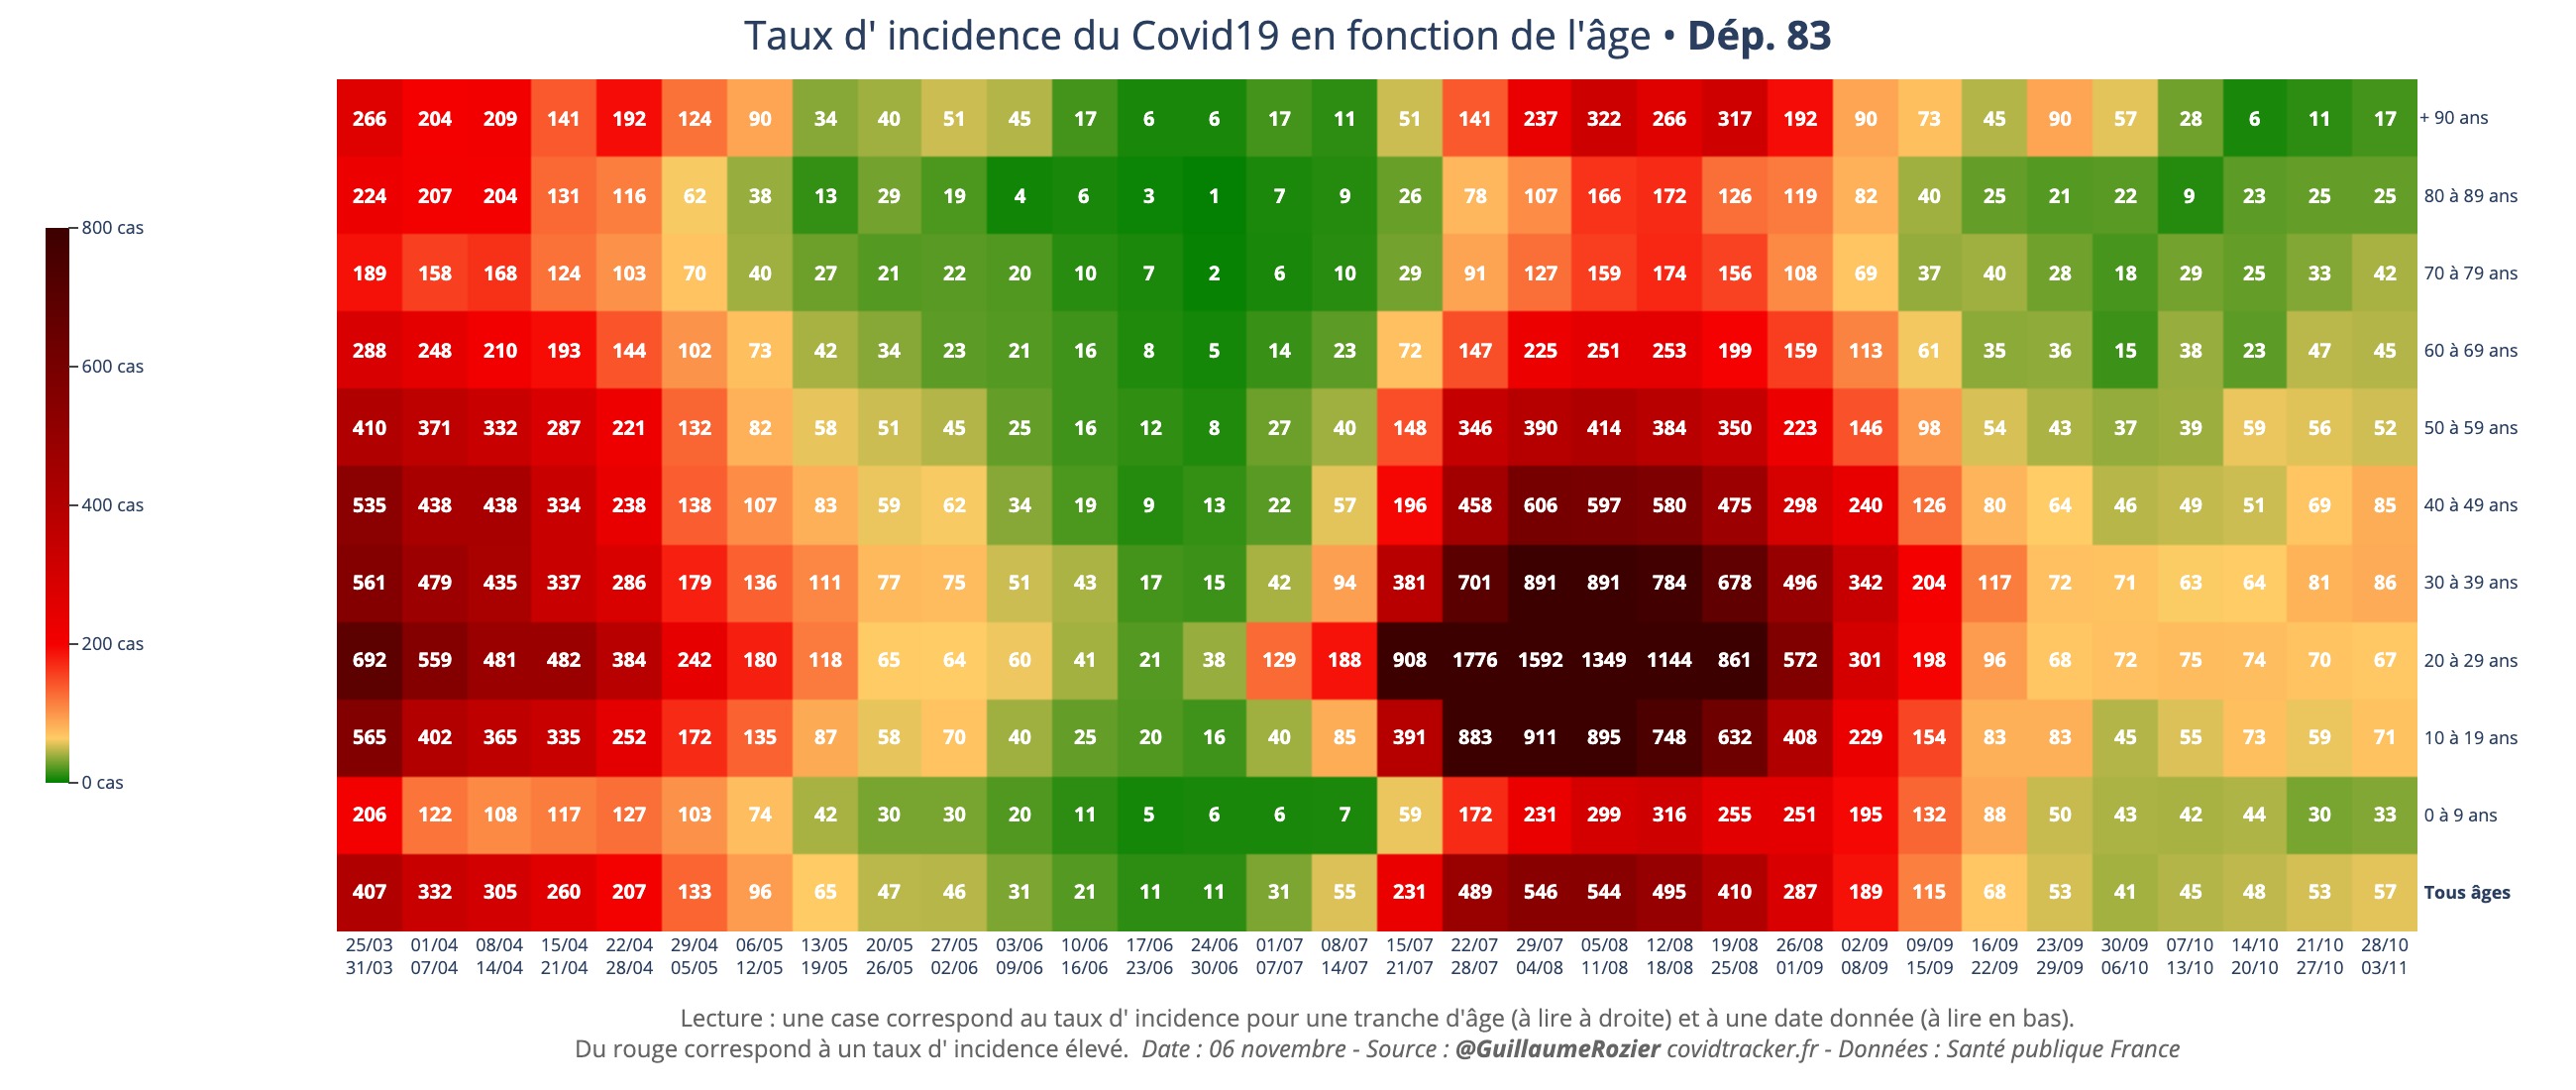 Taux d' incidence du Covid19 en fonction de l'âge • Dép. 83
800 cas
600 cas
400 cas
200 cas
0 cas
266 204 209 141 192 124 90 34 40 51 45 17 6 6 17 11 51 141 237 322 266 317 192 90 73 45 90 57 28 6 11 17 + 90 ans
224 207 204 131 116 62 38 13 29 19 4 6 3 1 7 9 26 78 107 166 172 126 119 82 40 25 21 22 9 23 25 25 80 à 89 ans
189 158 168 124 103 70 40 27 21 22 20 10 7 2 6 10 29 91 127 159 174 156 108 69 37 40 28 18 29 25 33 42 70 à 79 ans
288 248 210 193 144 102 73 42 34 23 21 16 8 5 14 23 72 147 225 251 253 199 159 113 61 35 36 15 38 23 47 45 60 à 69 ans
410 371 332 287 221 132 82 58 51 45 25 16 12 8 27 40 148 346 390 414 384 350 223 146 98 54 43 37 39 59 56 52 50 à 59 ans
535 438 438 334 238 138 107 83 59 62 34 19 9 13 22 57 196 458 606 597 580 475 298 240 126 80 64 46 49 51 69 85 40 à 49 ans
561 479 435 337 286 179 136 111 77 75 51 43 17 15 42 94 381 701 891 891 784 678 496 342 204 117 72 71 63 64 81 86 30 à 39 ans
692 559 481 482 384 242 180 118 65 64 60 41 21 38 129 188 908 1776 1592 1349 1144 861 572 301 198 96 68 72 75 74 70 67 20 à 29 ans
565 402 365 335 252 172 135 87 58 70 40 25 20 16 40 85 391 883 911 895 748 632 408 229 154 83 83 45 55 73 59 71 10 à 19 ans
206 122 108 117 127 103 74 42 30 30 20 11 5 6 6 7 59 172 231 299 316 255 251 195 132 88 50 43 42 44 30 33 0 à 9 ans
407 332 305 260 207 133 96 65 47 46 31 21 11 11 31 55 231 489 546 544 495 410 287 189 115 68 53 41 45 48 53 57 Tous âges
25/03 01/04 08/04 15/04 22/04 29/04 06/05 13/05 20/05 27/05 03/06 10/06 17/06 24/06 01/07 08/07 15/07 22/07 29/07 05/08 12/08 19/08 26/08 02/09 09/09 16/09 23/09 30/09 07/10 14/10 21/10 28/10
31/03 07/04 14/04 21/04 28/04 05/05 12/05 19/05 26/05 02/06 09/06 16/06 23/06 30/06 07/07 14/07 21/07 28/07 04/08 11/08 18/08 25/08 01/09 08/09 15/09 22/09 29/09 06/10 13/10 20/10 27/10 03/11
Lecture : une case correspond au taux d' incidence pour une tranche d'âge (à lire à droite) et à une date donnée (à lire en bas).
Du rouge correspond à un taux d' incidence élevé. Date : 06 novembre - Source : @GuillaumeRozier covidtracker.fr - Données : Santé publique France